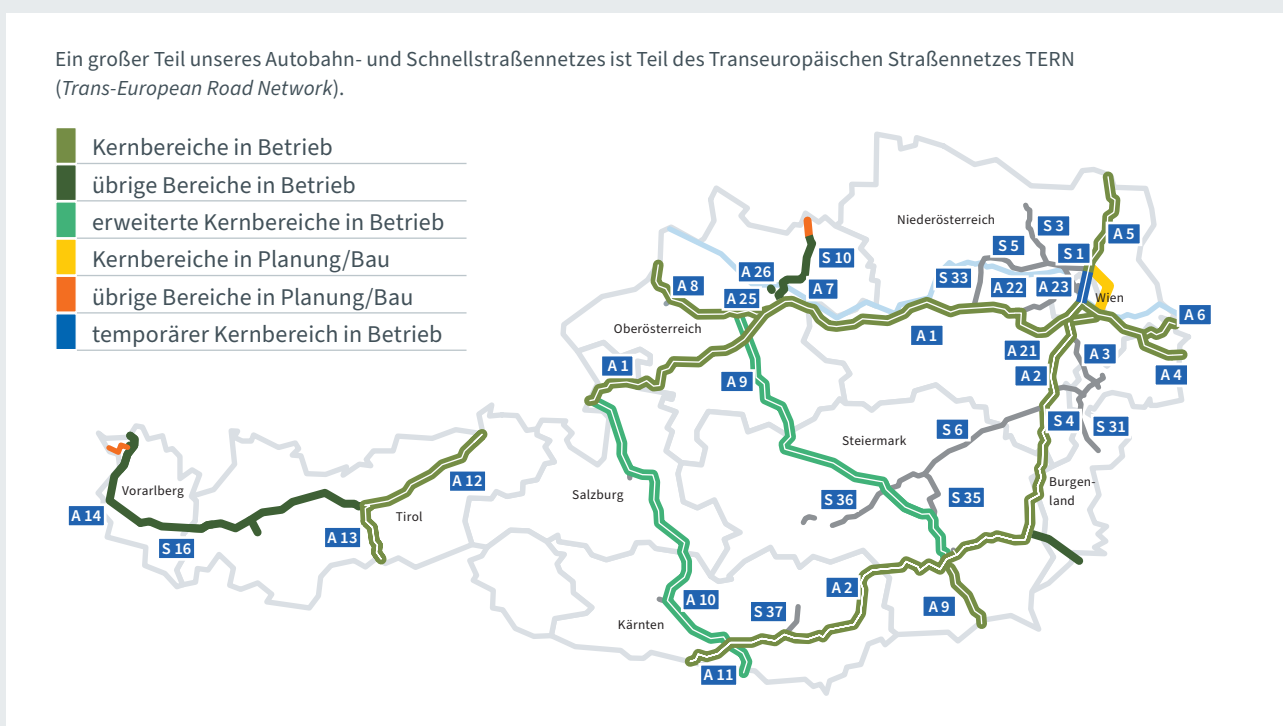 Ein großer Teil unseres Autobahn- und Schnellstraßennetzes ist Teil des Transeuropäischen Straßennetzes TERN
(Trans-European Road Network).
Kernbereiche in Betrieb
übrige Bereiche in Betrieb
erweiterte Kernbereiche in Betrieb
Kernbereiche in Planung/Bau
übrige Bereiche in Planung/Bau
temporärer Kernbereich in Betrieb
Niederösterreich
S 3
A 5
S 5
S 1
S 10
A 26
S 33
A 8
A 7
A 22
A 23
A 25
Wien
A 6
Oberösterreich
A 1
A 21
A 3
A 1
A 9
A 2
A 4
S 4
S 31
S 6
Steiermark
A 12
Vorarlberg
Salzburg
S 36
S 35
Burgen-
land
A 14
Tirol
A 13
S 16
A 2
A 10
S 37
A 9
Kärnten
A 11